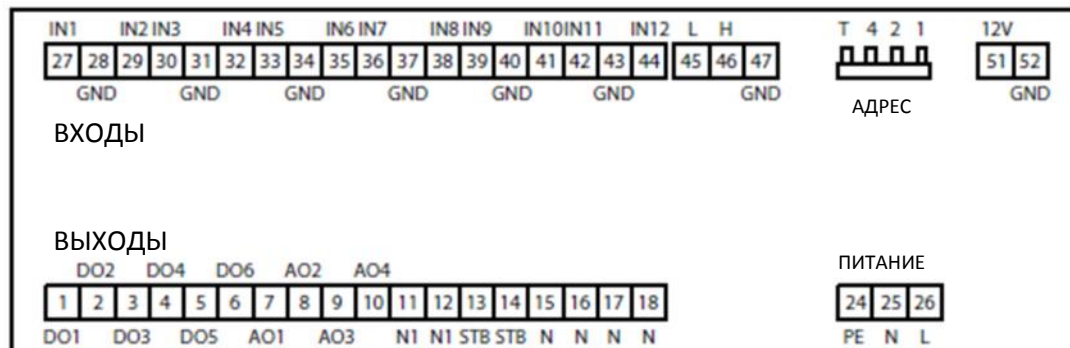 IN1 IN2 IN3 IN4 IN5 IN6 IN7 IN8 IN9 IN10 IN11 IN12 L H T 4 2 1 12V
27 28 29 30 31 32 33 34 35 36 37 38 39 40 41 42 43 44 45 46 47 51 52
GND GND GND GND GND GND GND GND
АДРЕС
ВХОДЫ
ВЫХОДЫ
DO2 DO4 DO6 AO2 AO4 ПИТАНИЕ
1 2 3 4 5 6 7 8 9 10 11 12 13 14 15 16 17 18 24 25 26
DO1 DO3 DO5 AO1 AO3 N1 N1 STB STB N N N N PE N L